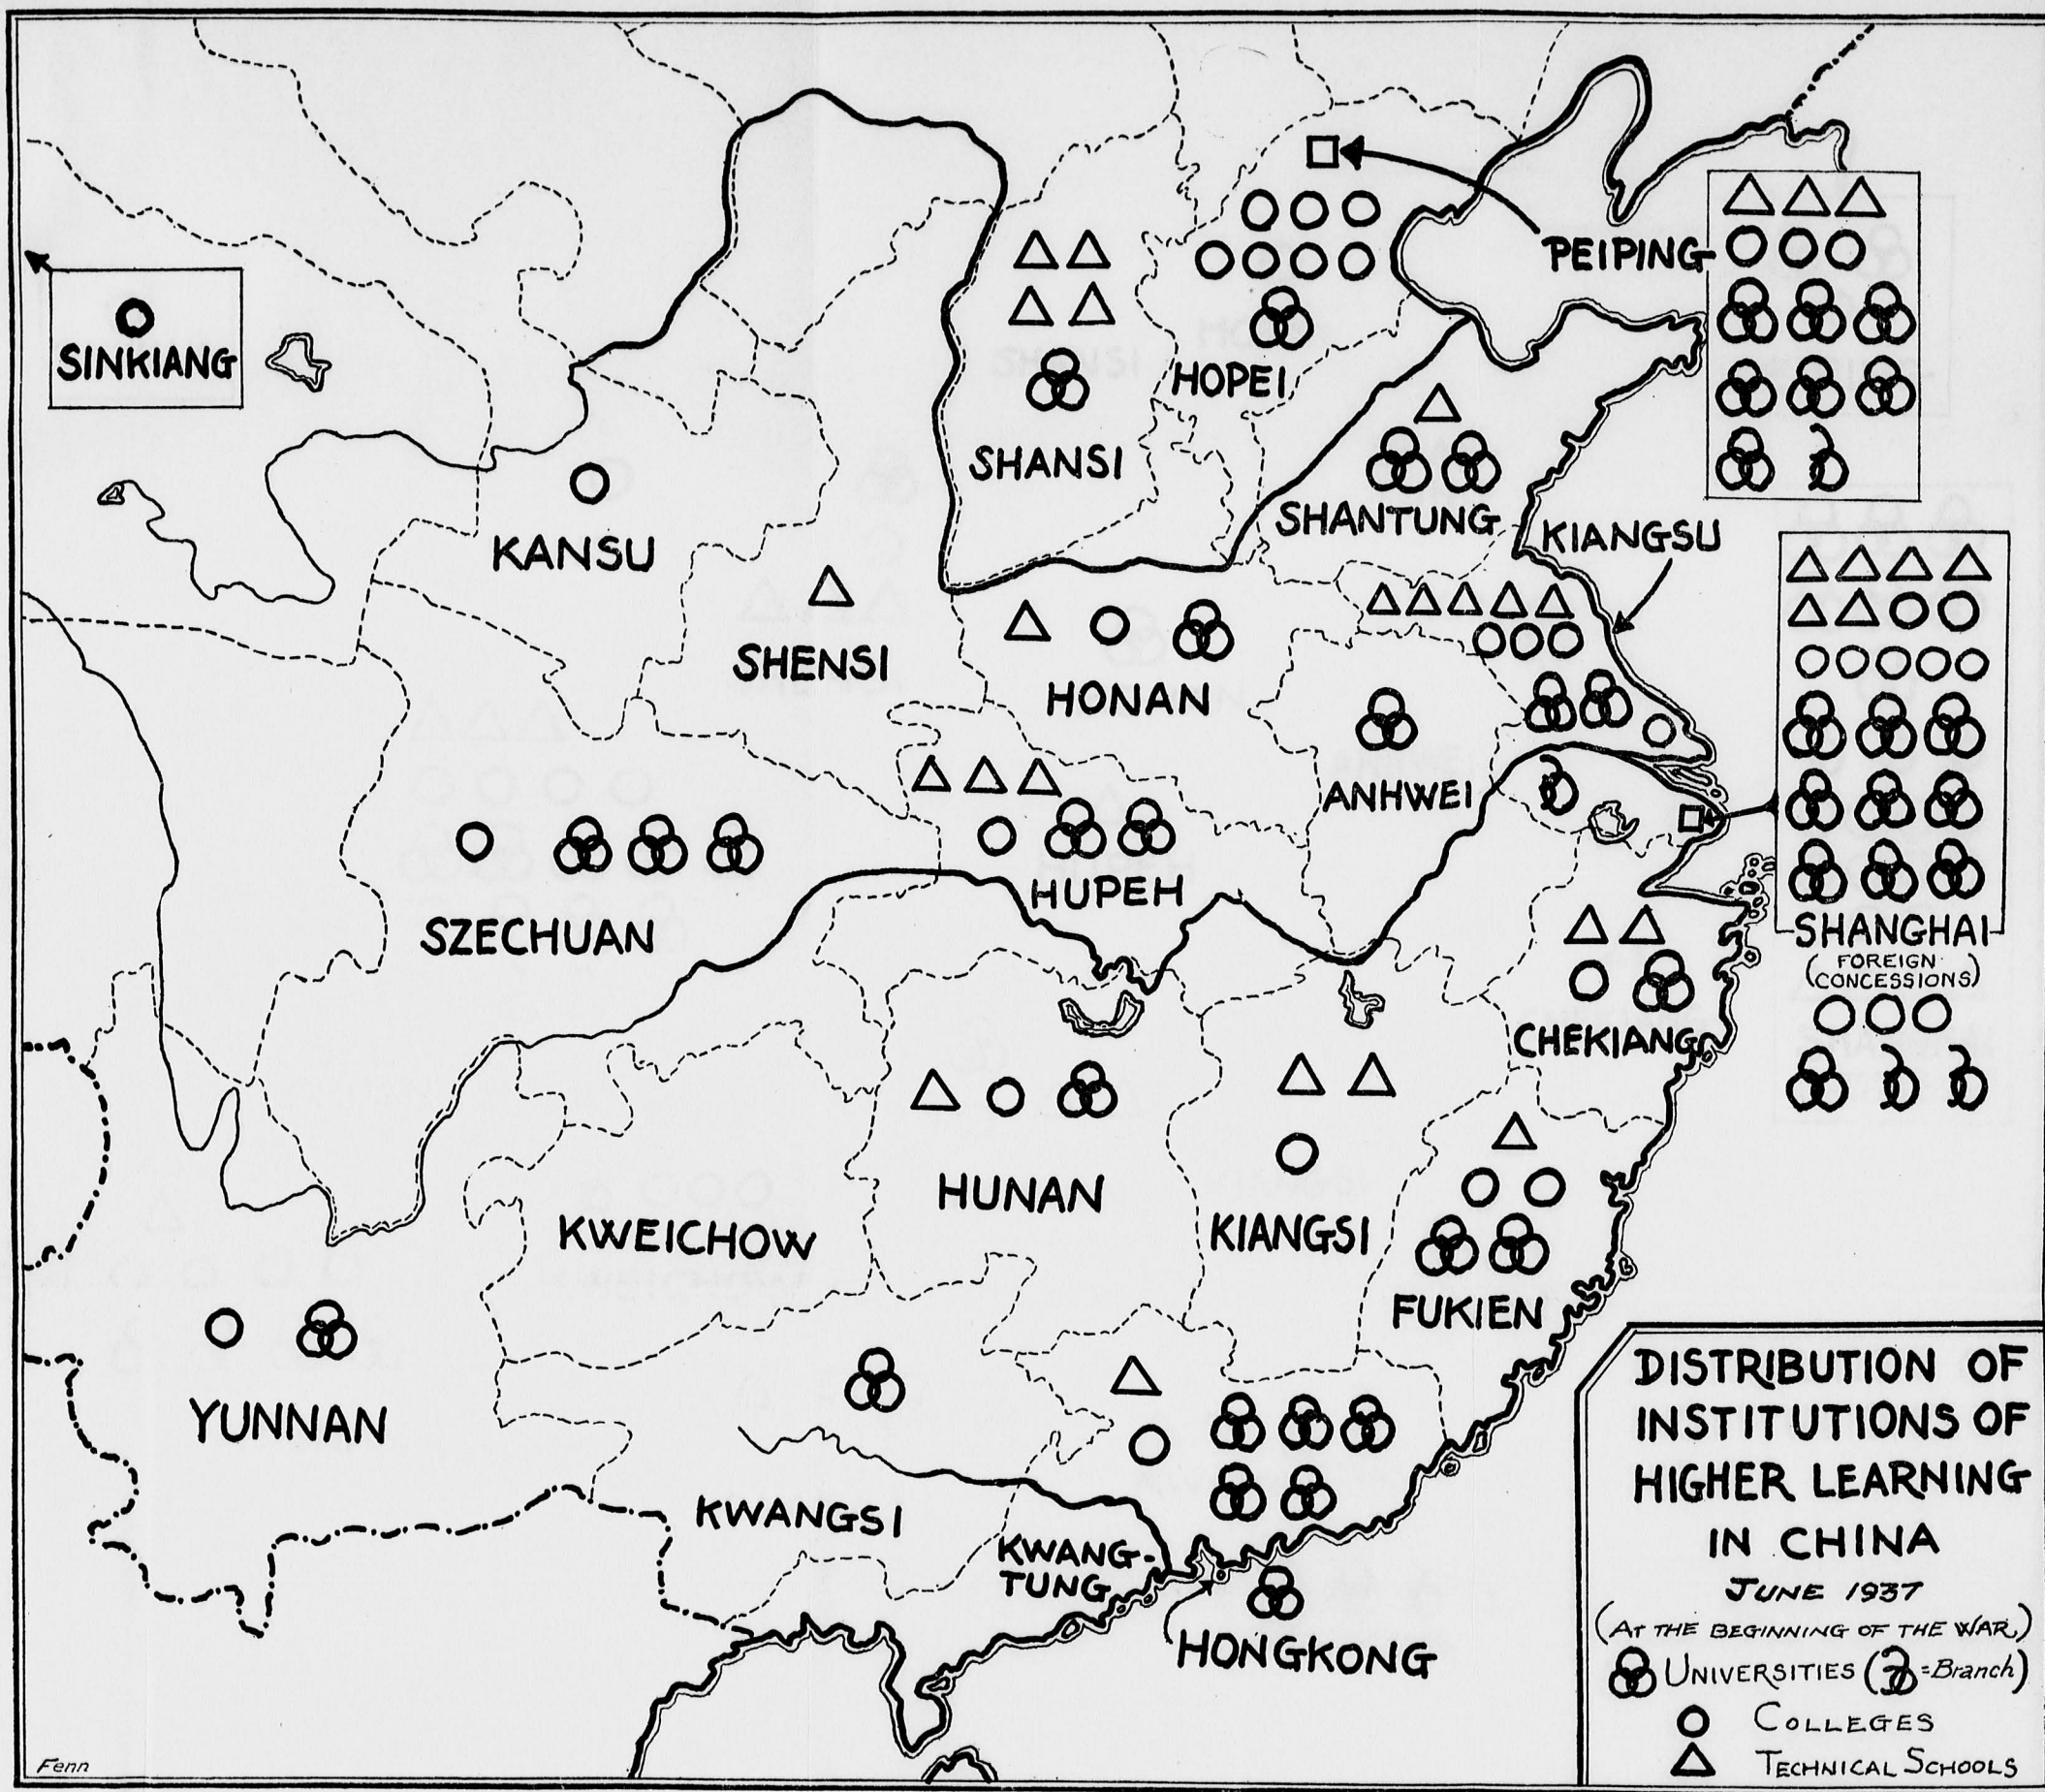 PEIPING
SINKIANG
HOPEI
SHANSI
SHANTUNG
KIANGSU
KANSU
SHENSI
HONAN
ANHWEI
HUPEH
SZECHUAN
SHANGHAI
(FOREIGN
CONCESSIONS)
CHEKIANG
HUNAN
KIANGSI
KWEICHOW
FUKIEN
YUNNAN
KWANGSI
KWANG-
TUNG
HONGKONG
DISTRIBUTION OF
INSTITUTIONS OF
HIGHER LEARNING
IN CHINA
JUNE 1937
(AT THE BEGINNING OF THE WAR)
UNIVERSITIES ( =Branch)
COLLEGES
TECHNICAL SCHOOLS
Fenn